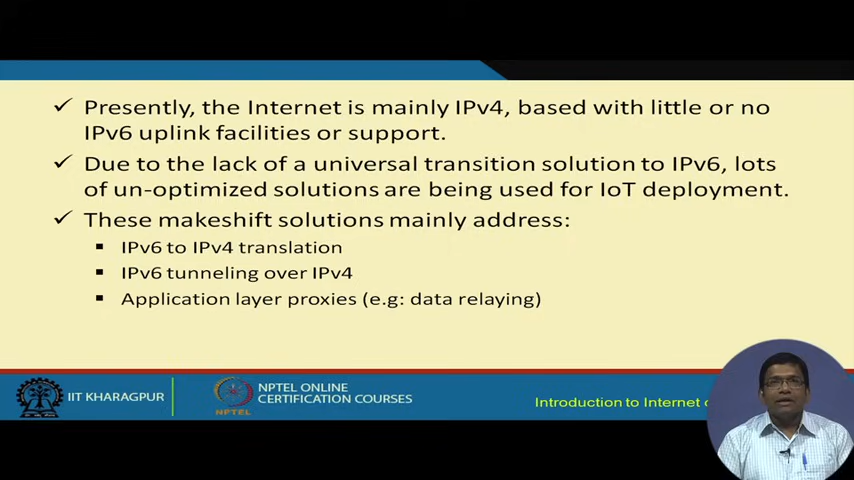 ✓ Presently, the Internet is mainly IPv4, based with little or no
IPv6 uplink facilities or support.
✓ Due to the lack of a universal transition solution to IPv6, lots
of un-optimized solutions are being used for IoT deployment.
✓ These makeshift solutions mainly address:
▪ IPv6 to IPv4 translation
▪ IPv6 tunneling over IPv4
▪ Application layer proxies (e.g: data relaying)
IIT KHARAGPUR
NPTEL
NPTEL ONLINE
CERTIFICATION COURSES
Introduction to Internet